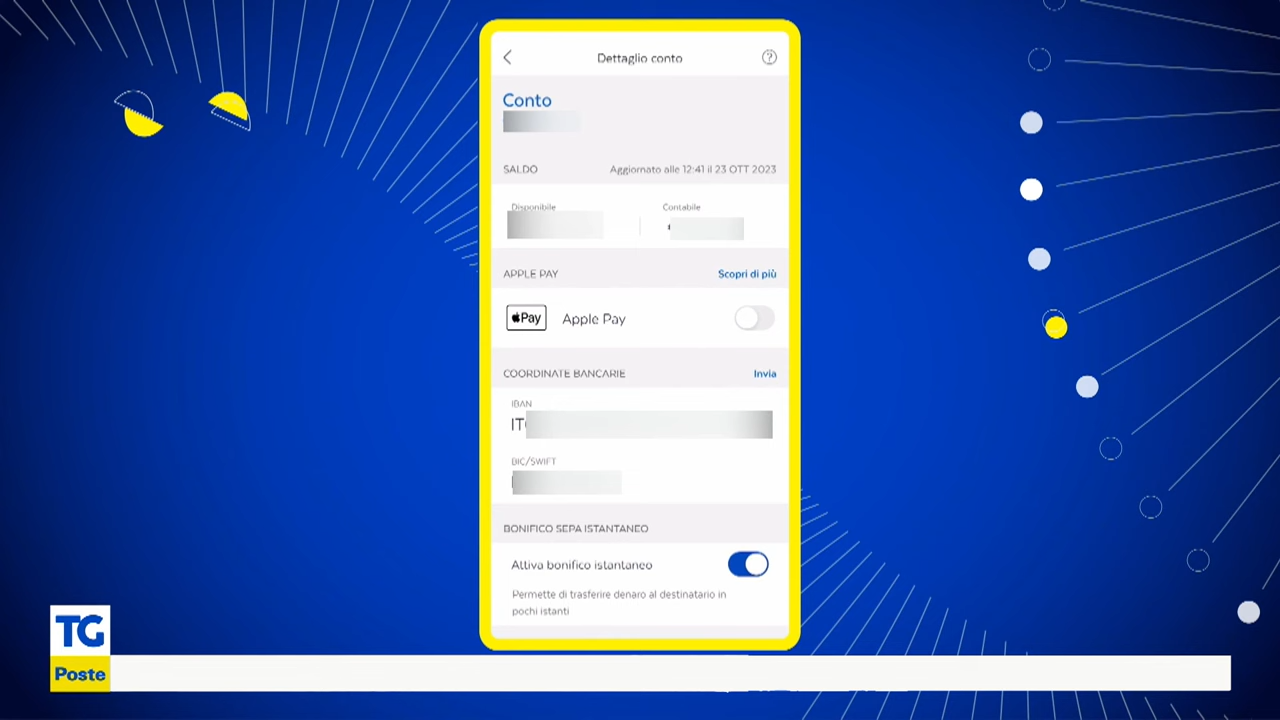 Dettaglio conto
Conto
SALDO
Aggiornato alle 12:41 il 23 OTT 2023
Disponibile
Contabile
APPLE PAY
Scopri di più
Pay
Apple Pay
COORDINATE BANCARIE
Invia
IBAN
IT
BIC/SWIFT
BONIFICO SEPA ISTANTANEO
Attiva bonifico istantaneo
Permette di trasferire denaro al destinatario in
pochi istanti
TG
Poste